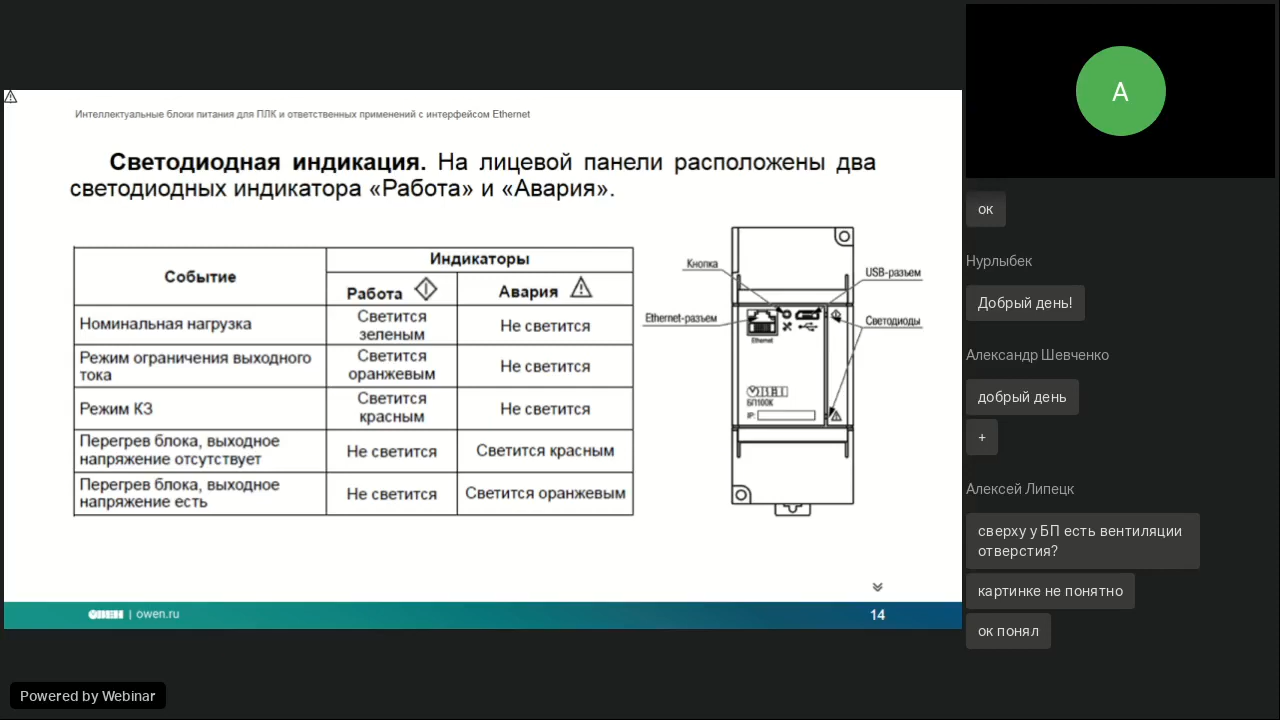 Интеллектуальные блоки питания для ПЛК и ответственных применений с интерфейсом Ethernet
Светодиодная индикация. На лицевой панели расположены два
светодиодных индикатора «Работа» и «Авария».
Событие
Индикаторы
Работа
Авария
Номинальная нагрузка
Светится
зеленым
Не светится
Режим ограничения выходного
тока
Светится
оранжевым
Не светится
Режим КЗ
Светится
красным
Не светится
Перегрев блока, выходное
напряжение отсутствует
Не светится
Светится красным
Перегрев блока, выходное
напряжение есть
Не светится
Светится оранжевым
Кнопка
USB-разъем
Ethernet-разъем
Светодиоды
Ethernet
ОВЕН
БП100К
IP:
ОВЕН | owen.ru
14
A
ок
Нурлыбек
Добрый день!
Александр Шевченко
добрый день
+
Алексей Липецк
сверху у БП есть вентиляции
отверстия?
картинке не понятно
ок понял
Powered by Webinar